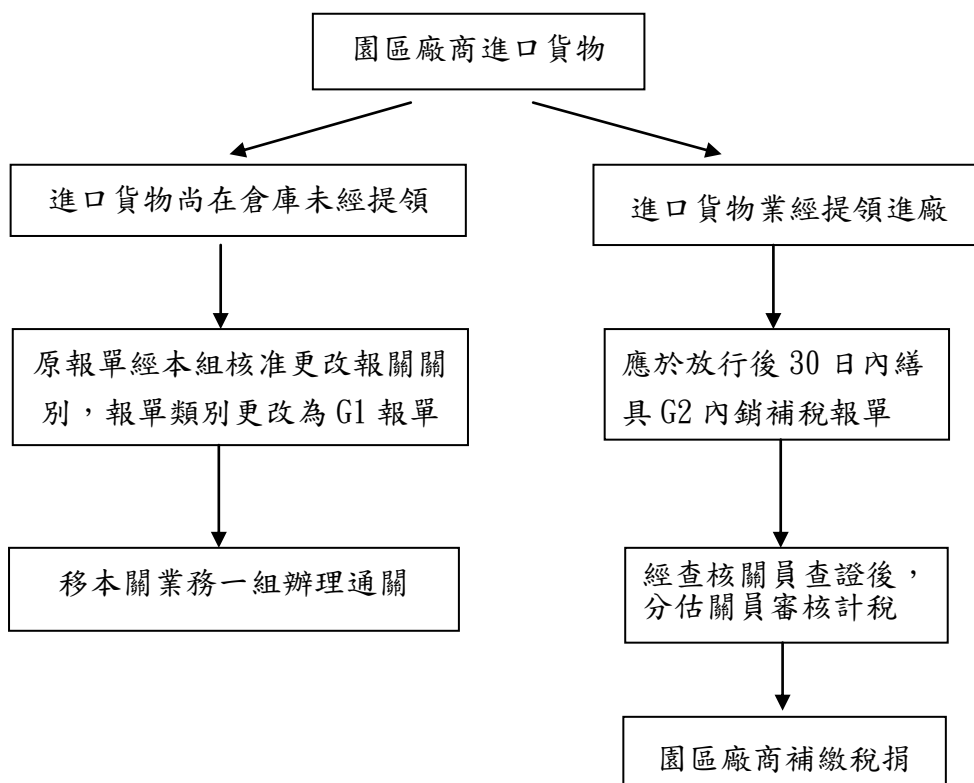 園區廠商進口貨物
進口貨物尚在倉庫未經提領
進口貨物業經提領進廠
原報單經本組核准更改報關關
別，報單類別更改為 G1 報單
應於放行後 30 日內繕
具 G2 內銷補稅報單
移本關業務一組辦理通關
經查核關員查證後，
分估關員審核計稅
園區廠商補繳稅捐